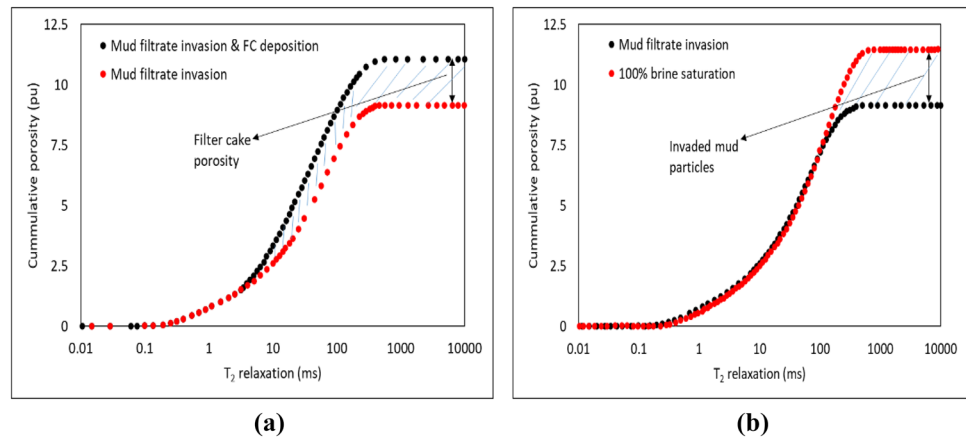 12.5
10
7.5
5
2.5
0
Cummulative porosity (pu)
Mud filtrate invasion & FC deposition
Mud filtrate invasion
Filter cake
porosity
0.01 0.1 1 10 100 1000 10000
T2 relaxation (ms)
(a)
12.5
10
7.5
5
2.5
0
Cummulative porosity (pu)
Mud filtrate invasion
100% brine saturation
Invaded mud
particles
0.01 0.1 1 10 100 1000 10000
T2 relaxation (ms)
(b)